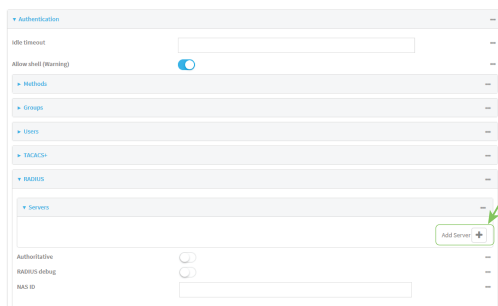 Authentication
Idle timeout
Allow shell (Warning)
Methods
Groups
Users
TACACS+
RADIUS
Servers
Add Server
Authoritative
RADIUS debug
NAS ID